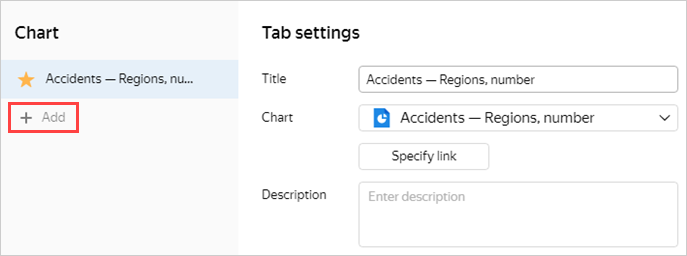 Chart
Accidents — Regions, nu...
+ Add
Tab settings
Title
Accidents — Regions, number
Chart
Accidents — Regions, number
Specify link
Description
Enter description